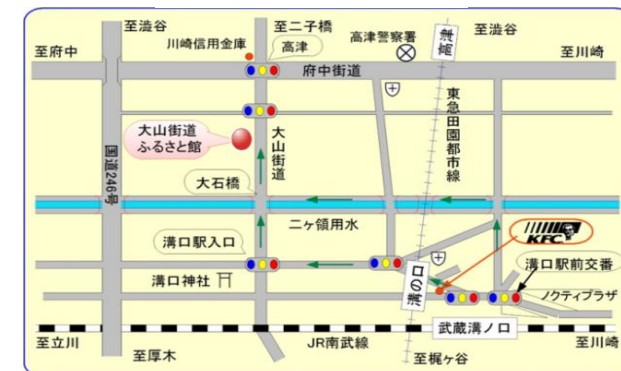 至渋谷
至二子橋
至渋谷
川崎信用金庫
高津
高津警察署
高津
至府中
至川崎
府中街道
大山街道
ふるさと館
大山街道
東急田園都市線
国道246号
大石橋
二ヶ領用水
KFC
溝口駅入口
溝口駅前交番
溝口神社
溝の口
ノクティプラザ
武蔵溝ノ口
至立川
JR南武線
至川崎
至厚木
至梶ヶ谷